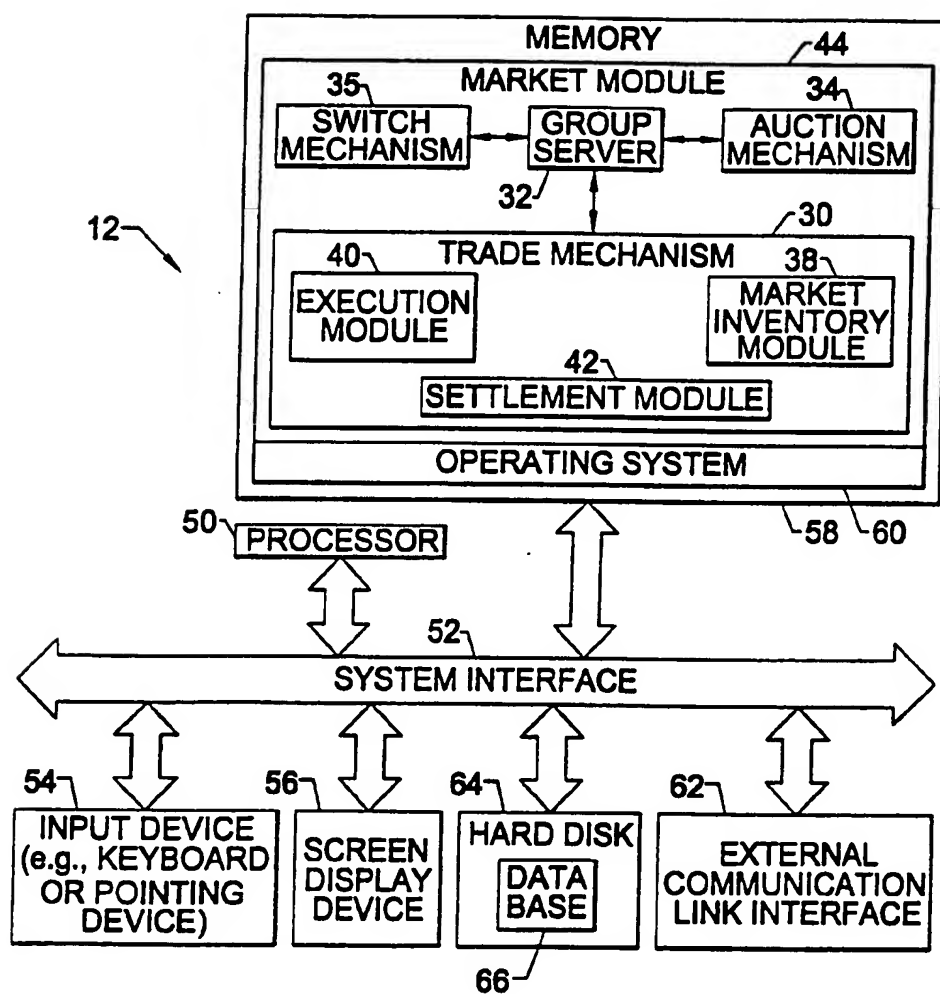 MEMORY
44
MARKET MODULE
35
34
SWITCH
MECHANISM
GROUP
SERVER
AUCTION
MECHANISM
32
12
30
TRADE MECHANISM
40
38
EXECUTION
MODULE
MARKET
INVENTORY
MODULE
42
SETTLEMENT MODULE
OPERATING SYSTEM
58
60
50
PROCESSOR
52
SYSTEM INTERFACE
54
56
64
62
INPUT DEVICE
(e.g., KEYBOARD
OR POINTING
DEVICE)
SCREEN
DISPLAY
DEVICE
HARD DISK
DATA
BASE
EXTERNAL
COMMUNICATION
LINK INTERFACE
66